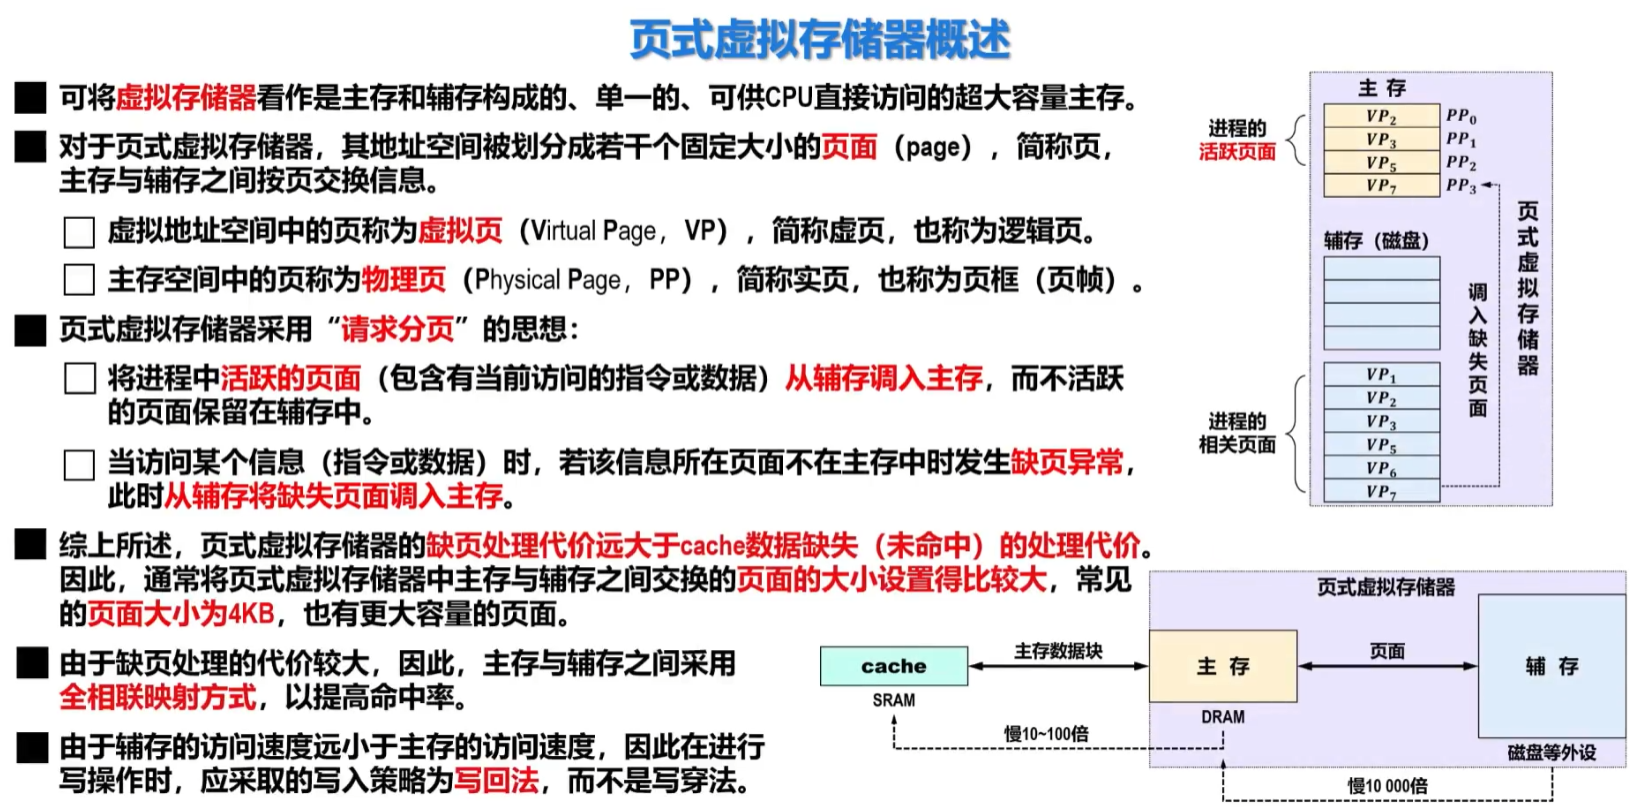 页式虚拟存储器概述
可将虚拟存储器看作是主存和辅存构成的、单一的、可供CPU直接访问的超大容量主存。
对于页式虚拟存储器，其地址空间被划分成若干个固定大小的页面（page），简称页，
主存与辅存之间按页交换信息。
虚拟地址空间中的页称为虚拟页（Virtual Page，VP），简称虚页，也称为逻辑页。
主存空间中的页称为物理页（Physical Page，PP），简称实页，也称为页框（页帧）。
页式虚拟存储器采用“请求分页”的思想：
将进程中活跃的页面（包含有当前访问的指令或数据）从辅存调入主存，而不活跃
的页面保留在辅存中。
当访问某个信息（指令或数据）时，若该信息所在页面不在主存中时发生缺页异常，
此时从辅存将缺失页面调入主存。
综上所述，页式虚拟存储器的缺页处理代价远大于cache数据缺失（未命中）的处理代价。
因此，通常将页式虚拟存储器中主存与辅存之间交换的页面的大小设置得比较大，常见
的页面大小为4KB，也有更大容量的页面。
由于缺页处理的代价较大，因此，主存与辅存之间采用
全相联映射方式，以提高命中率。
由于辅存的访问速度远小于主存的访问速度，因此在进行
写操作时，应采取的写入策略为写回法，而不是写穿法。
主 存
进程的
活跃页面
VP₂ PP₀
VP₃ PP₁
VP₅ PP₂
VP₇ PP₃
辅存（磁盘）
进程的
相关页面
VP₁
VP₂
VP₃
VP₅
VP₆
VP₇
调入缺失页面
页式虚拟存储器
页式虚拟存储器
cache
主存数据块
主 存
页面
辅 存
SRAM
DRAM
慢10~100倍
磁盘等外设
慢10 000倍